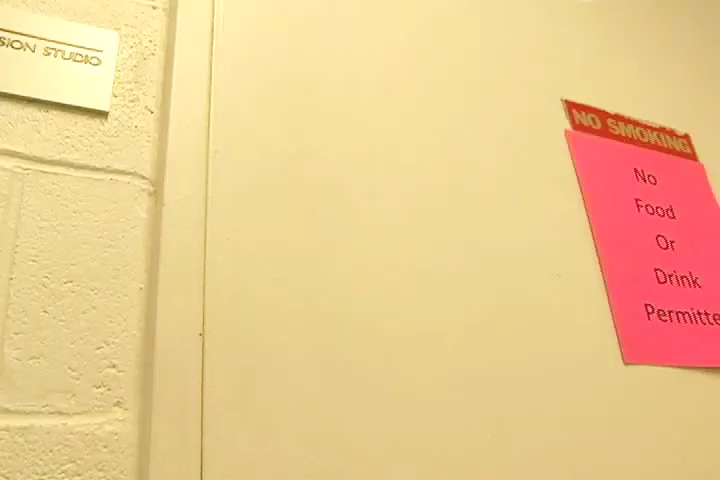 SION STUDIO
NO SMOKING
No
Food
Or
Drink
Permitte